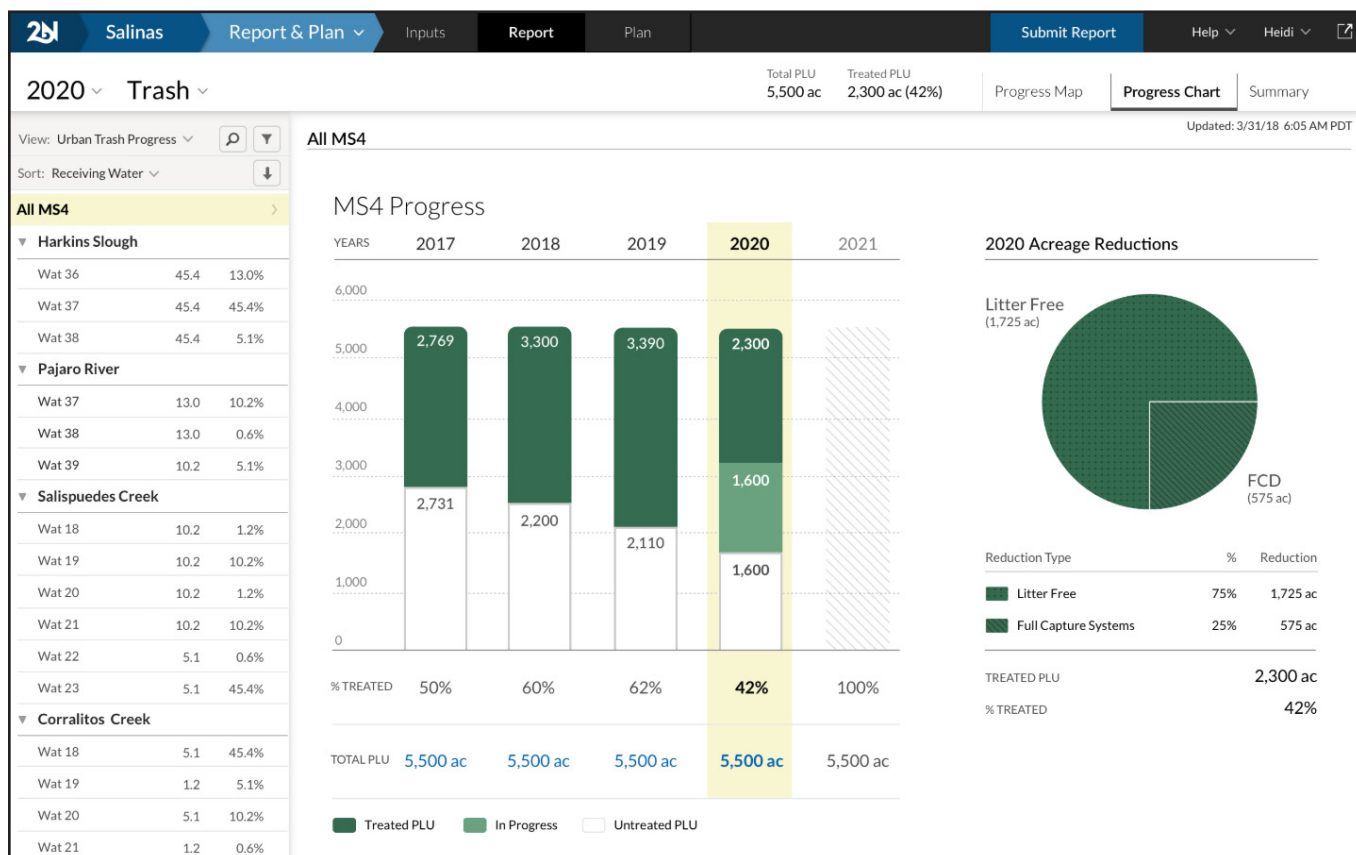 2N Salinas Report & Plan Inputs Report Plan Submit Report Help Heidi
2020 Trash
Total PLU
5,500 ac
Treated PLU
2,300 ac (42%)
Progress Map Progress Chart Summary
View: Urban Trash Progress
Sort: Receiving Water
All MS4
Harkins Slough
Wat 36 45.4 13.0%
Wat 37 45.4 45.4%
Wat 38 45.4 5.1%
Pajaro River
Wat 37 13.0 10.2%
Wat 38 13.0 0.6%
Wat 39 10.2 5.1%
Salispuedes Creek
Wat 18 10.2 1.2%
Wat 19 10.2 10.2%
Wat 20 10.2 1.2%
Wat 21 10.2 10.2%
Wat 22 5.1 0.6%
Wat 23 5.1 45.4%
Corralitos Creek
Wat 18 5.1 45.4%
Wat 19 1.2 5.1%
Wat 20 5.1 10.2%
Wat 21 1.2 0.6%
All MS4
Updated: 3/31/18 6:05 AM PDT
MS4 Progress
YEARS 2017 2018 2019 2020 2021
6,000
5,000
4,000
3,000
2,000
1,000
0
2,769 3,300 3,390 2,300
1,600
2,731 2,200 2,110 1,600
% TREATED 50% 60% 62% 42% 100%
TOTAL PLU 5,500 ac 5,500 ac 5,500 ac 5,500 ac 5,500 ac
Treated PLU In Progress Untreated PLU
2020 Acreage Reductions
Litter Free
(1,725 ac)
FCD
(575 ac)
Reduction Type % Reduction
Litter Free 75% 1,725 ac
Full Capture Systems 25% 575 ac
TREATED PLU 2,300 ac
% TREATED 42%